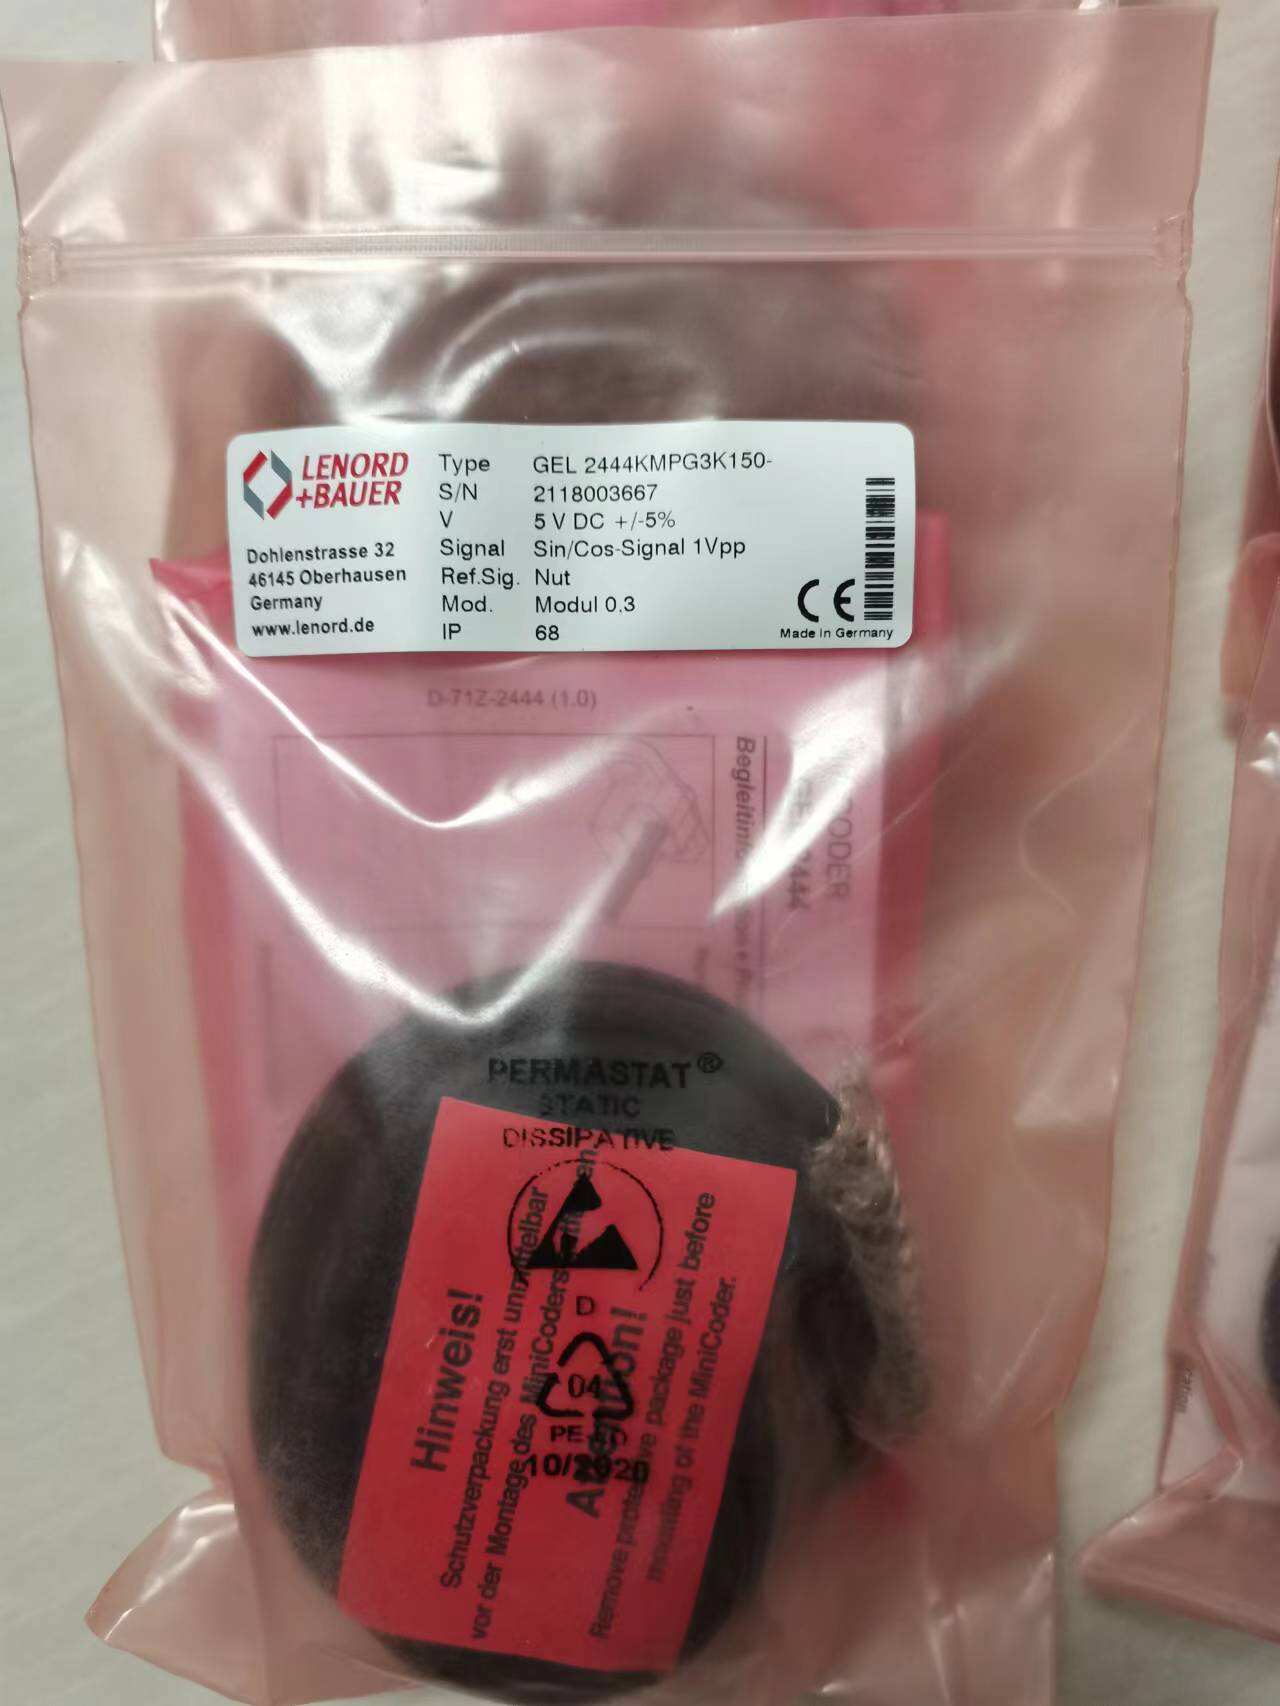 LENORD
+BAUER
Dohlenstrasse 32
46145 Oberhausen
Germany
www.lenord.de
Type GEL 2444KMPG3K150-
S/N 2118003667
V 5 V DC +/-5%
Signal Sin/Cos-Signal 1Vpp
Ref.Sig. Nut
Mod. Modul 0.3
IP 68
CE
Made in Germany
D-71Z-2444 (1.0)
PERMASTAT®
STATIC
DISSIPATIVE
D
04
10/2020
Hinweis!
Schutzverpackung erst unmittelbar
vor der Montage des MiniCoders
Attention!
Remove protective package just before
mounting of the MiniCoder.